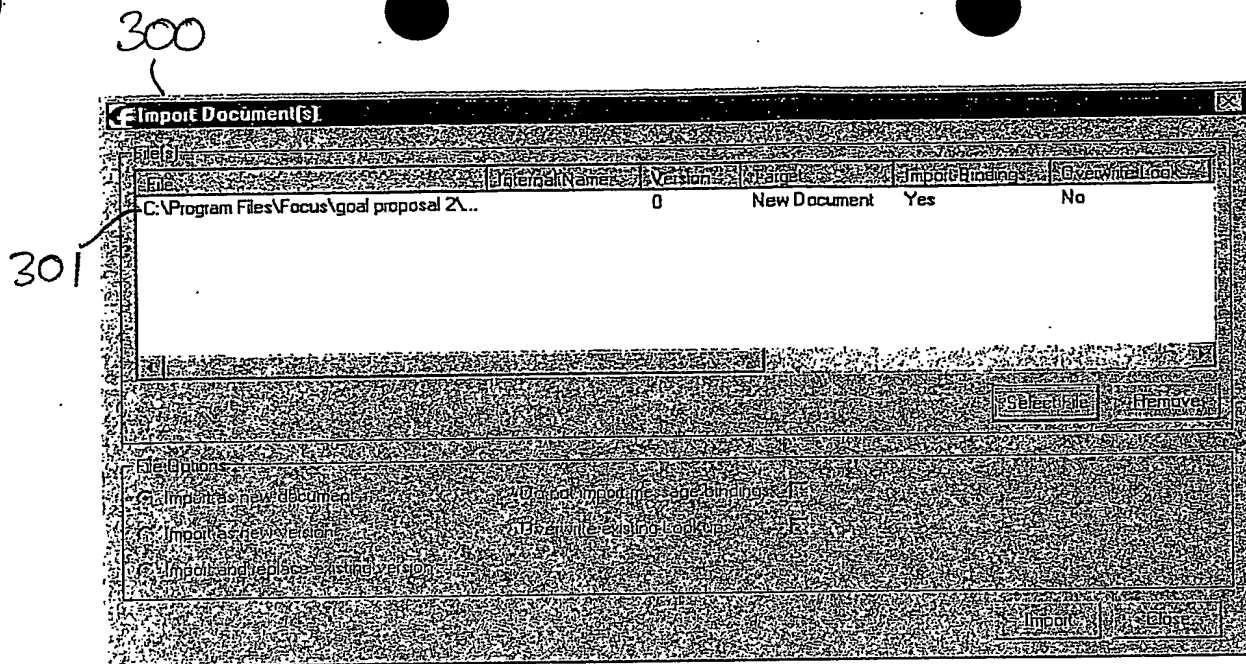 300
Import Document[s]
File[s]
File Internal Name Version Target Import Bindings Overwrite Look
C:\Program Files\Focus\goal proposal 2\... 0 New Document Yes No
301
Select File Remove
File Options
Import as new document Do not import message bindings
Import as new version Overwrite existing LookUps
Import and replace existing version
Import Close